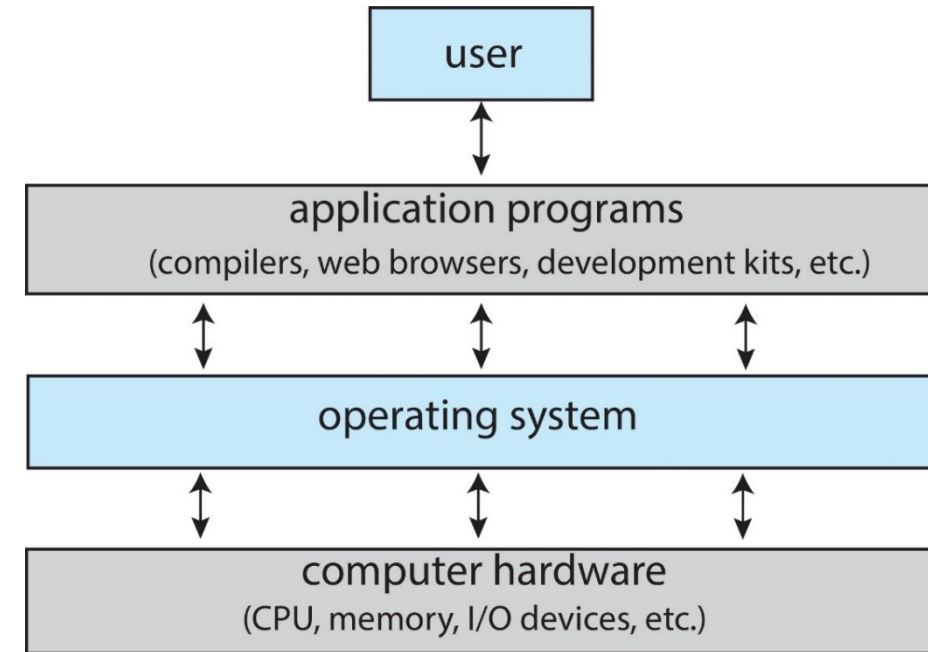 user
application programs
(compilers, web browsers, development kits, etc.)
operating system
computer hardware
(CPU, memory, I/O devices, etc.)